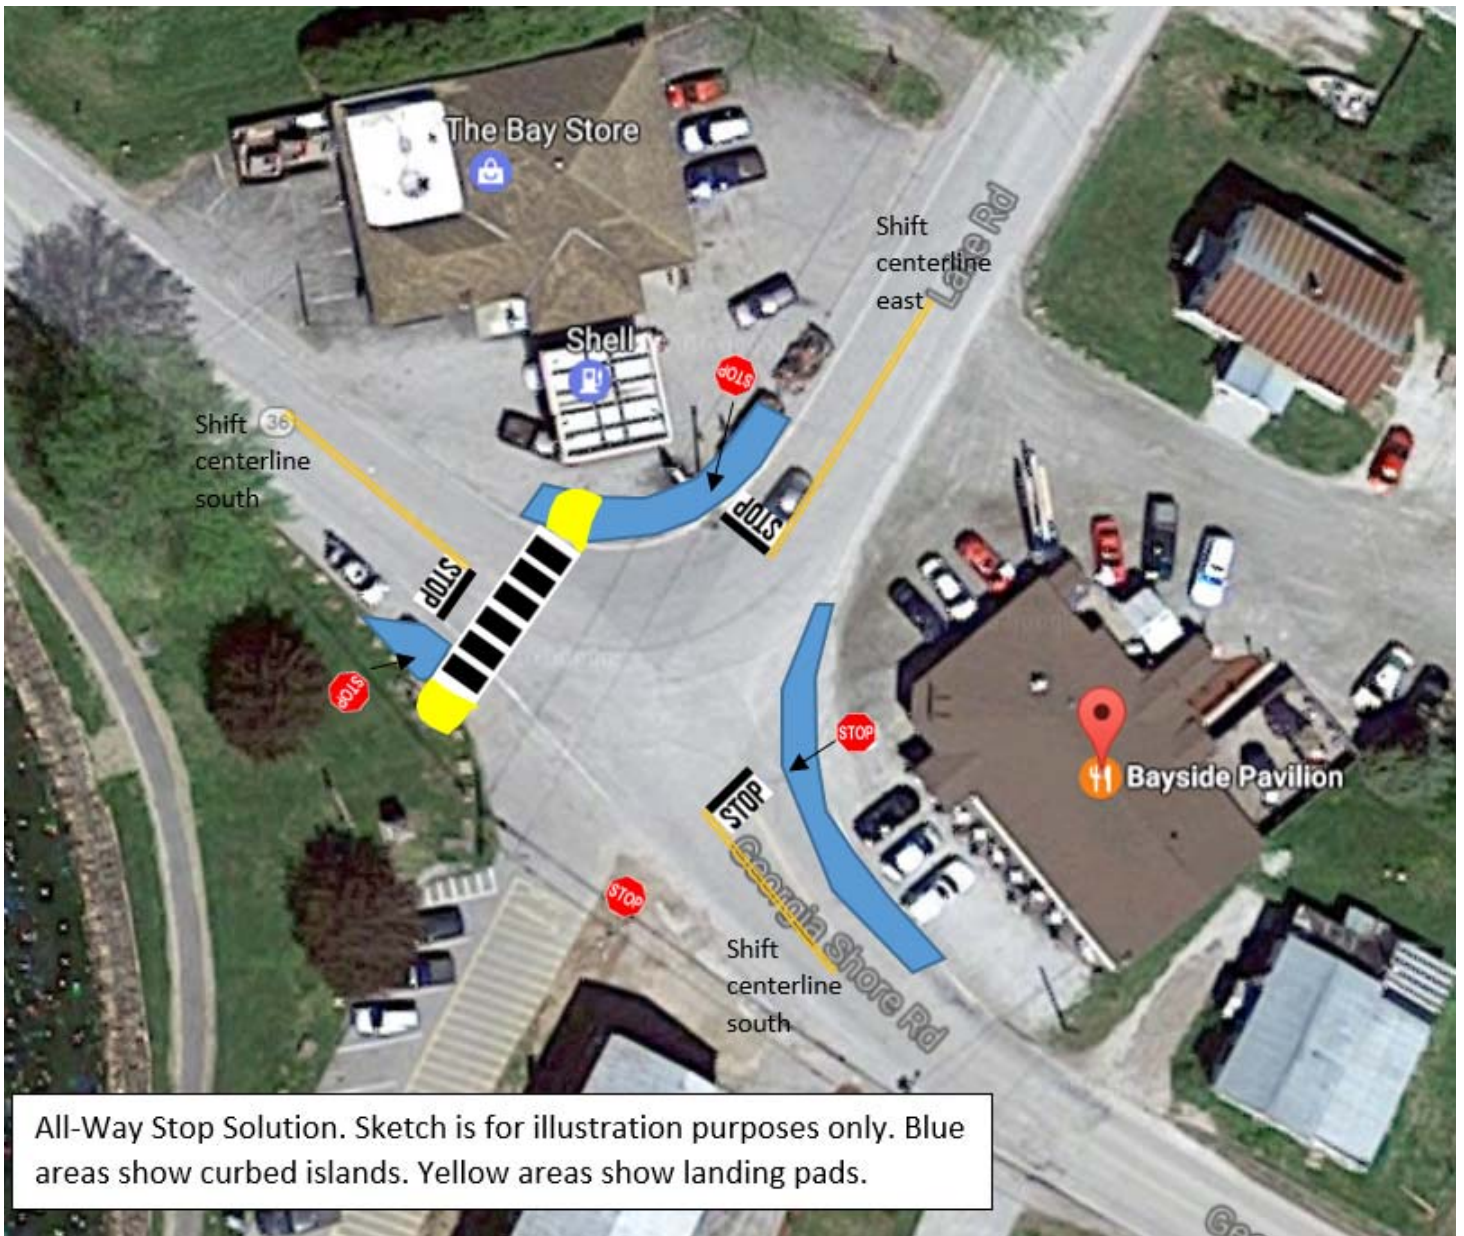 The Bay Store
Shift
centerline
east
Lake Rd
Shell
STOP
Shift
36
centerline
south
STOP
STOP
STOP
STOP
STOP
Bayside Pavilion
STOP
STOP
Georgia Shore Rd
Shift
centerline
south
All-Way Stop Solution. Sketch is for illustration purposes only. Blue
areas show curbed islands. Yellow areas show landing pads.